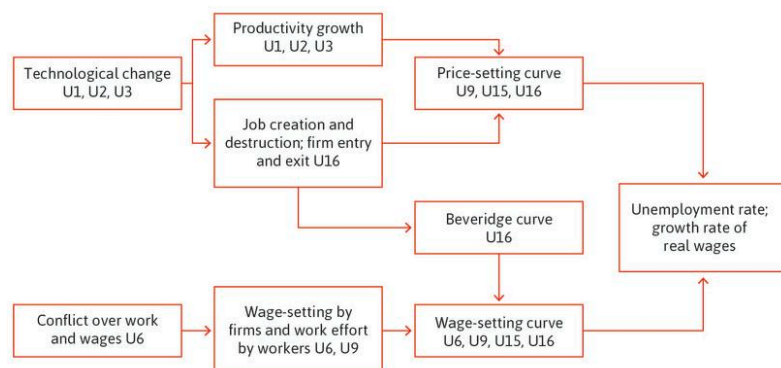 Technological change
U1, U2, U3
Productivity growth
U1, U2, U3
Job creation and
destruction; firm entry
and exit U16
Price-setting curve
U9, U15, U16
Beveridge curve
U16
Unemployment rate;
growth rate of
real wages
Conflict over work
and wages U6
Wage-setting by
firms and work effort
by workers U6, U9
Wage-setting curve
U6, U9, U15, U16